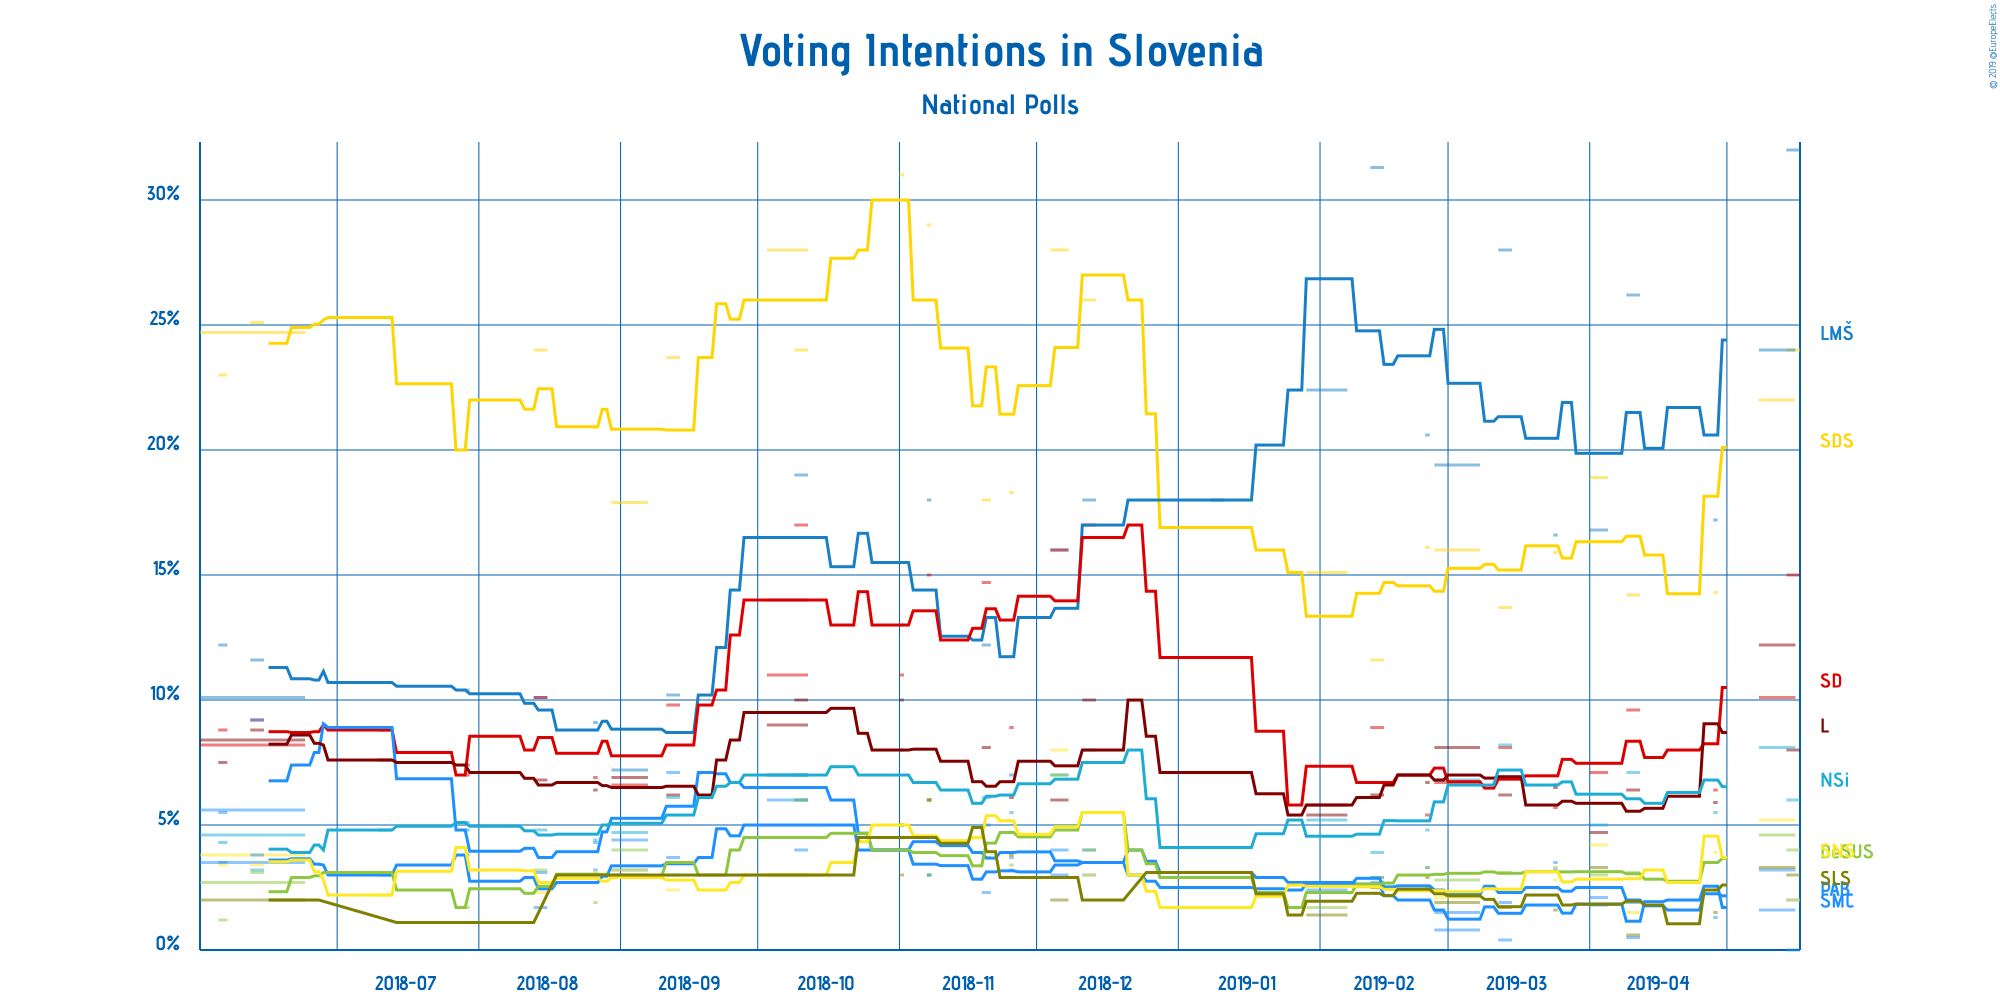 © 2019 @EuropeElects
Voting Intentions in Slovenia
National Polls
30%
25%
20%
15%
10%
5%
0%
LMŠ
SDS
SD
L
NSi
DeSUS
SLS
PAB
SMC
2018-07
2018-08
2018-09
2018-10
2018-11
2018-12
2019-01
2019-02
2019-03
2019-04